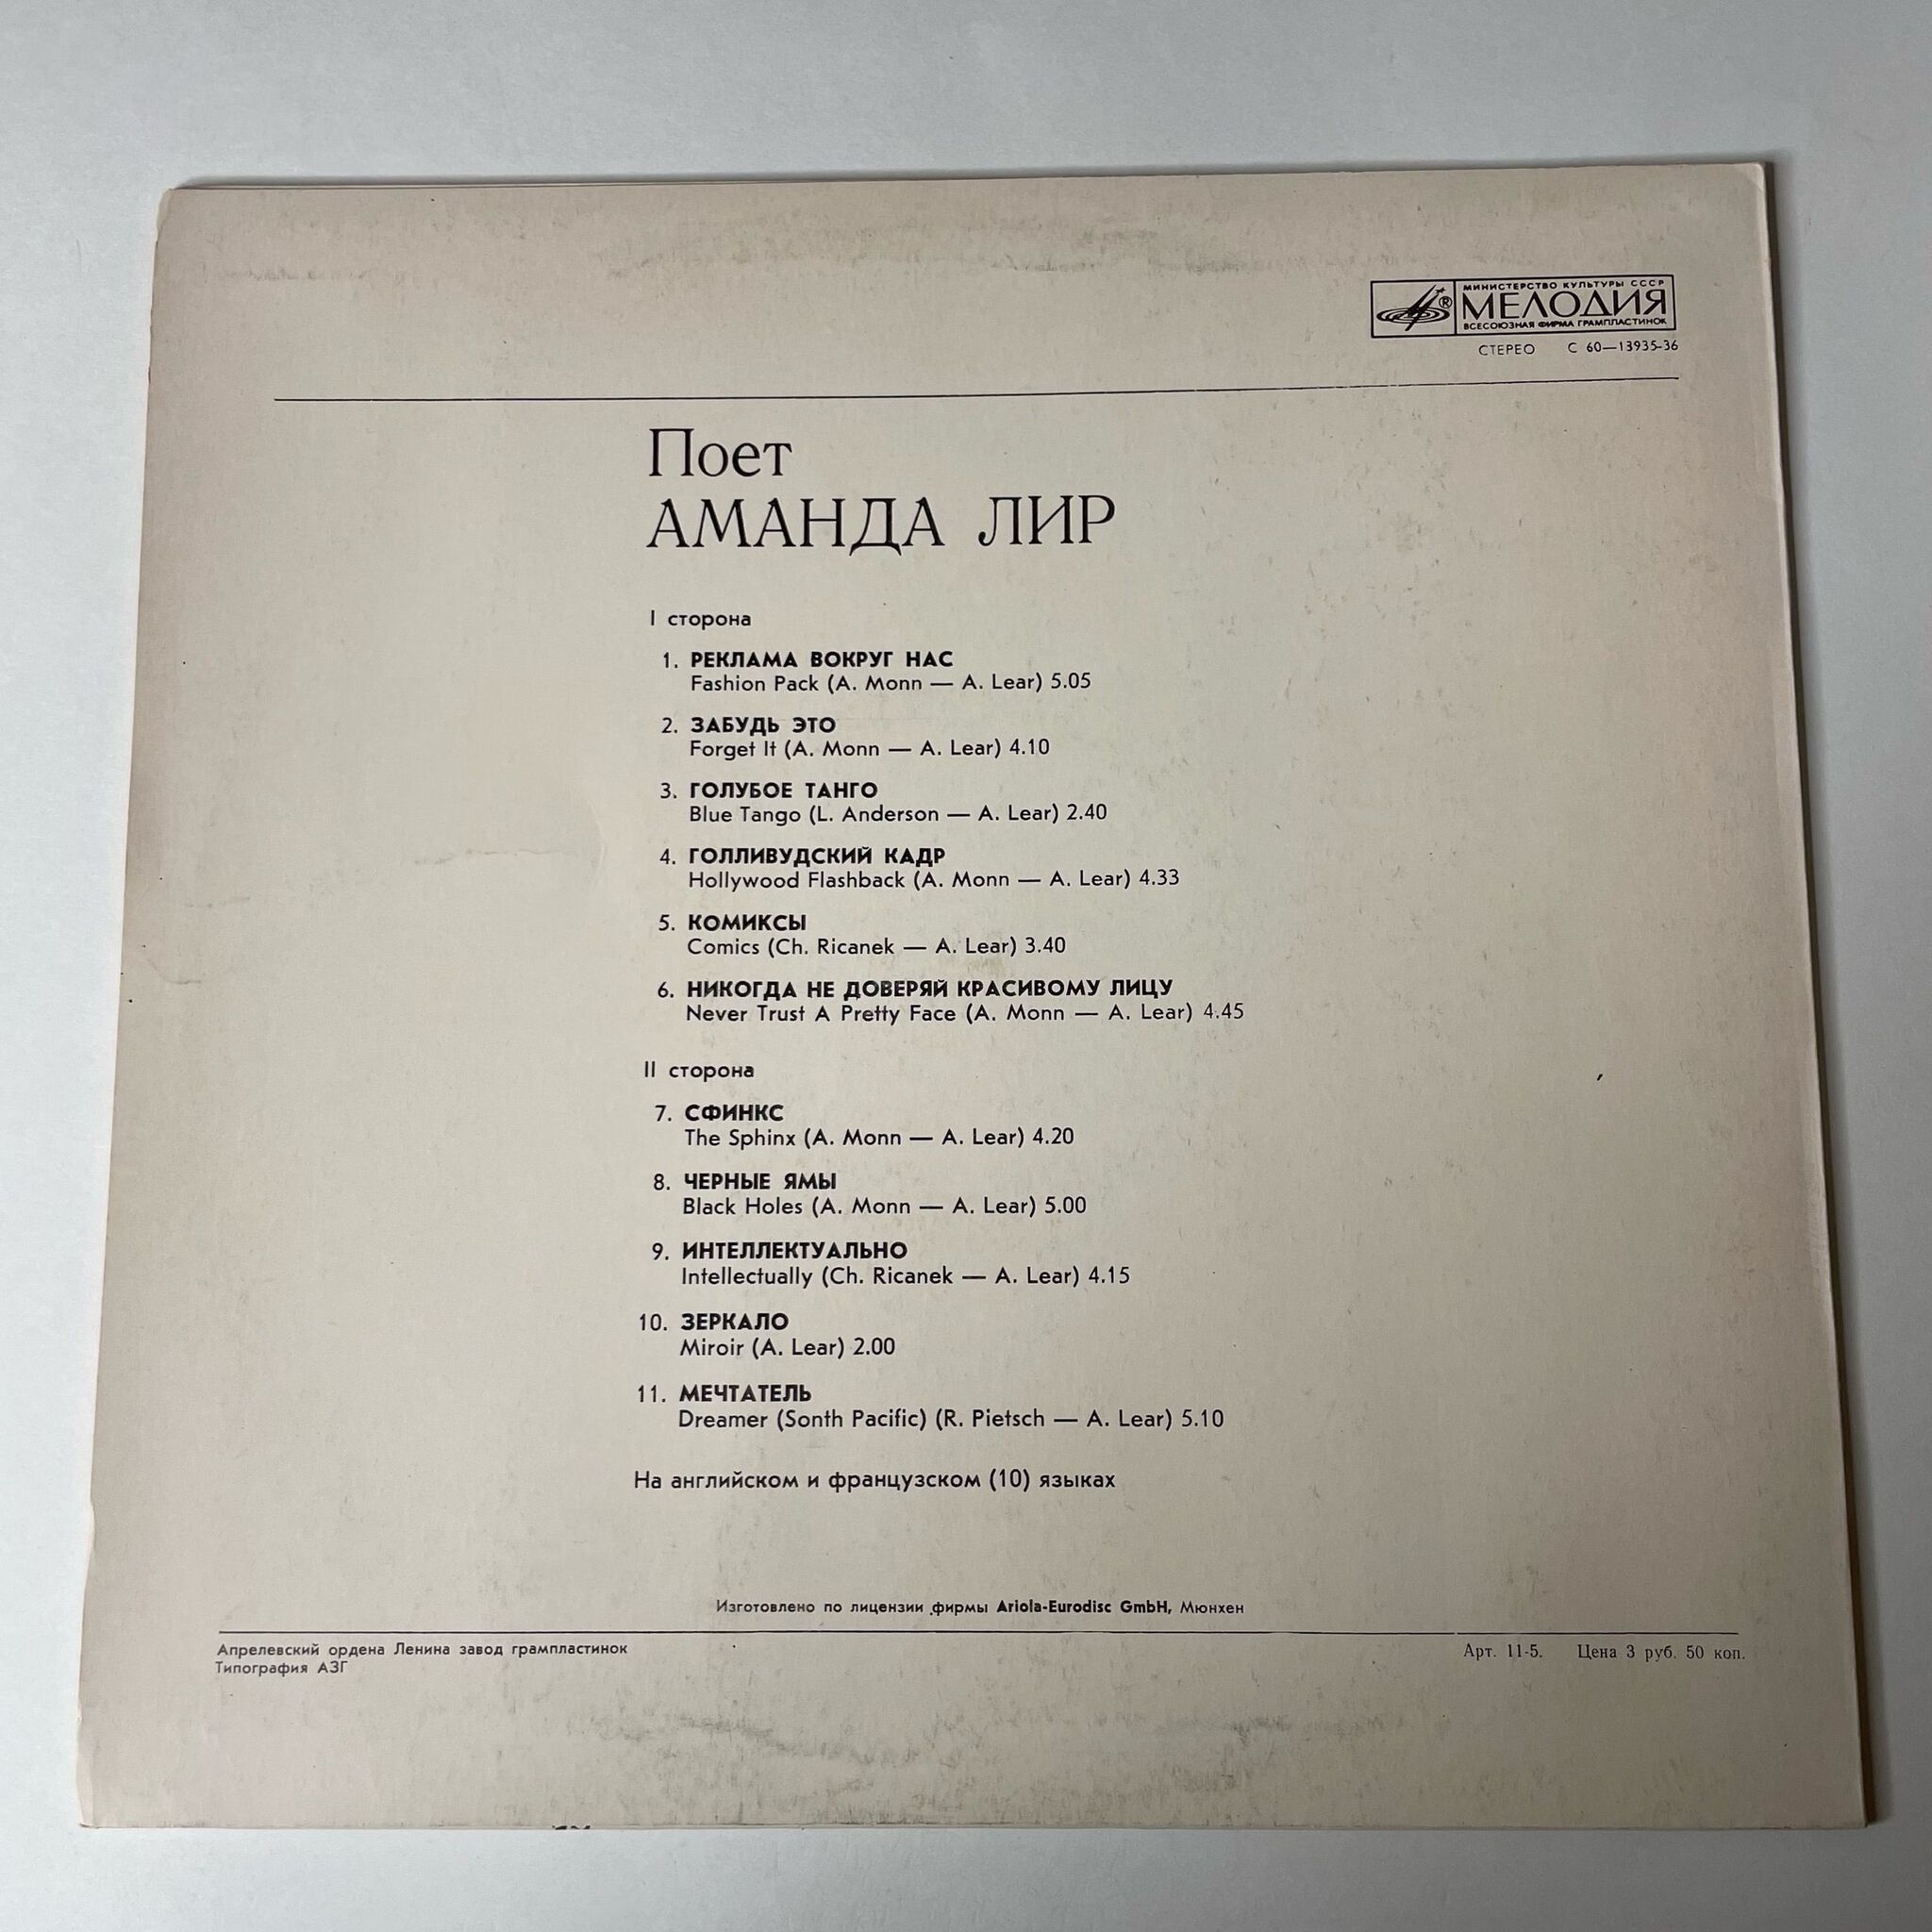 МИНИСТЕРСТВО КУЛЬТУРЫ СССР
® МЕЛОДИЯ
ВСЕСОЮЗНАЯ ФИРМА ГРАМПЛАСТИНОК
СТЕРЕО С 60—13935-36
Поет
АМАНДА ЛИР
I сторона
1. РЕКЛАМА ВОКРУГ НАС
Fashion Pack (A. Monn — A. Lear) 5.05
2. ЗАБУДЬ ЭТО
Forget It (A. Monn — A. Lear) 4.10
3. ГОЛУБОЕ ТАНГО
Blue Tango (L. Anderson — A. Lear) 2.40
4. ГОЛЛИВУДСКИЙ КАДР
Hollywood Flashback (A. Monn — A. Lear) 4.33
5. КОМИКСЫ
Comics (Ch. Ricanek — A. Lear) 3.40
6. НИКОГДА НЕ ДОВЕРЯЙ КРАСИВОМУ ЛИЦУ
Never Trust A Pretty Face (A. Monn — A. Lear) 4.45
II сторона
7. СФИНКС
The Sphinx (A. Monn — A. Lear) 4.20
8. ЧЕРНЫЕ ЯМЫ
Black Holes (A. Monn — A. Lear) 5.00
9. ИНТЕЛЛЕКТУАЛЬНО
Intellectually (Ch. Ricanek — A. Lear) 4.15
10. ЗЕРКАЛО
Miroir (A. Lear) 2.00
11. МЕЧТАТЕЛЬ
Dreamer (Sonth Pacific) (R. Pietsch — A. Lear) 5.10
На английском и французском (10) языках
Изготовлено по лицензии фирмы Ariola-Eurodisc GmbH, Мюнхен
Апрелевский ордена Ленина завод грампластинок
Типография АЗГ
Арт. 11-5. Цена 3 руб. 50 коп.